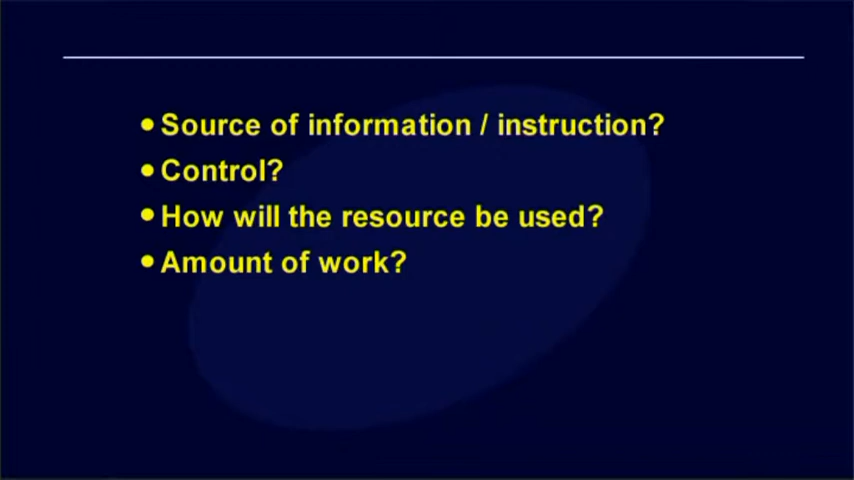 • Source of information / instruction?
• Control?
• How will the resource be used?
• Amount of work?